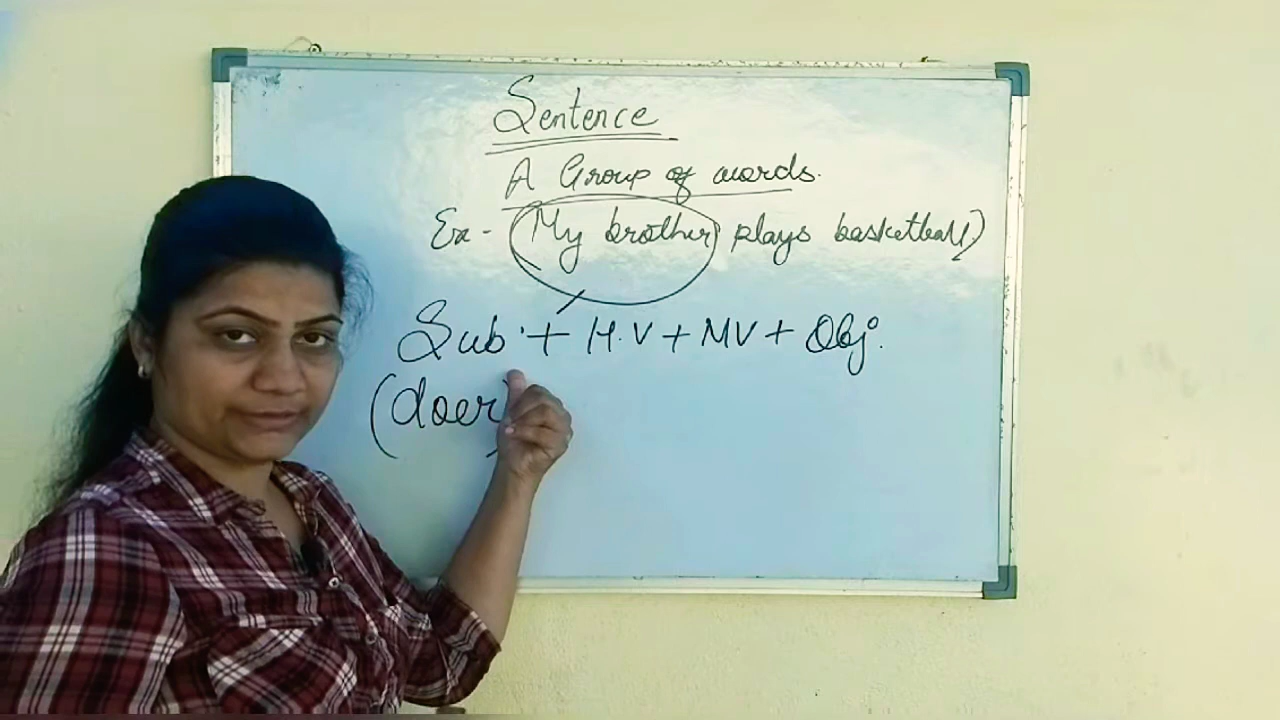 Sentence
A Group of words.
Ex- My brother plays basketball.
Sub + H.V + MV + Obj.
(doer)